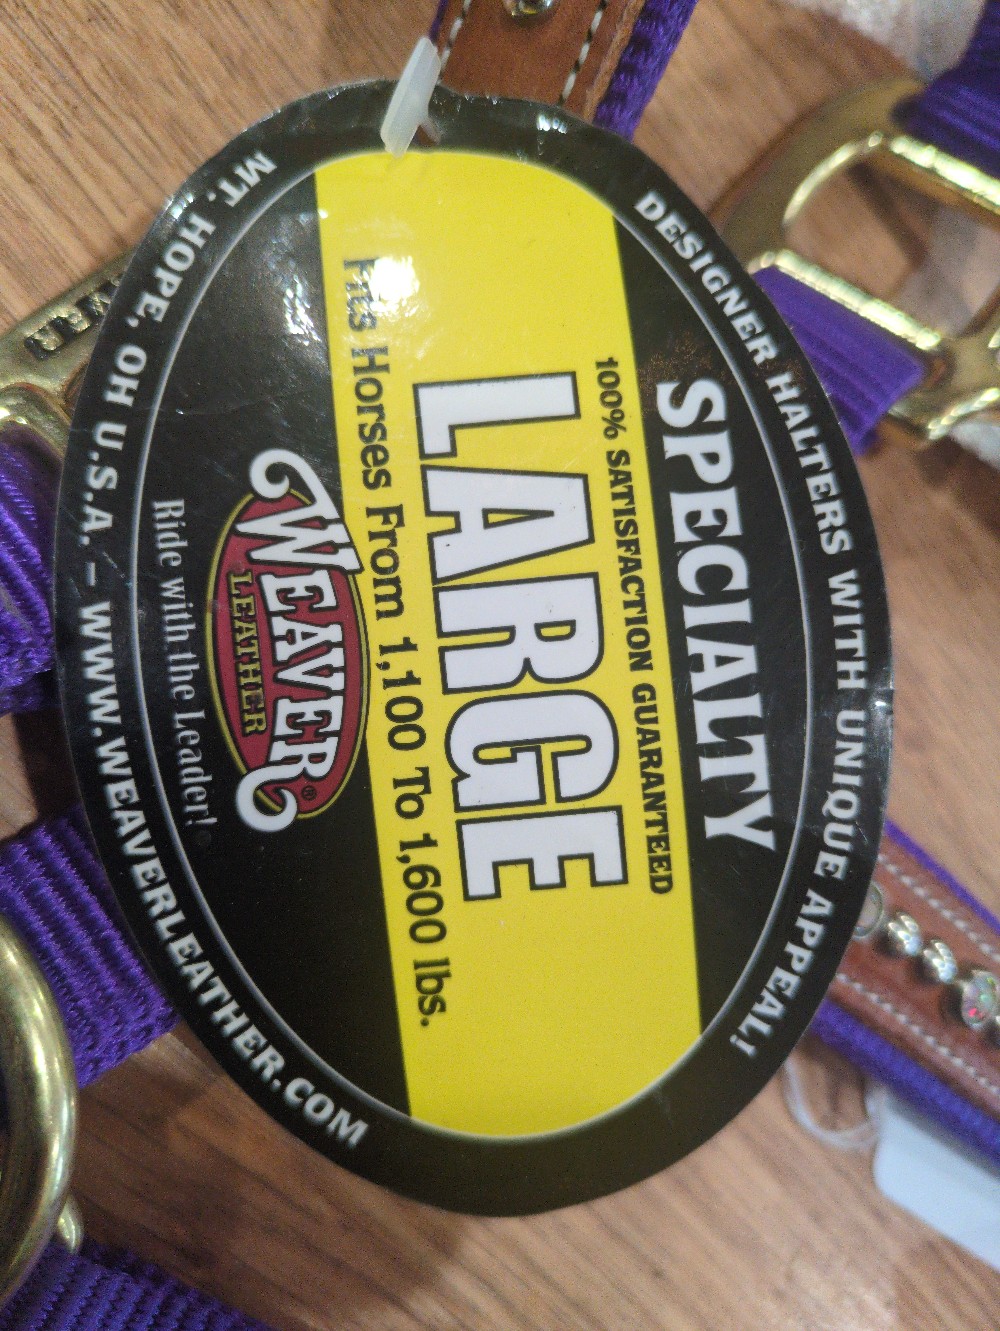 DESIGNER HALTERS WITH UNIQUE APPEAL!
SPECIALTY
100% SATISFACTION GUARANTEED
LARGE
Fits Horses From 1,100 To 1,600 lbs.
WEAVER®
LEATHER
Ride with the Leader!
MT. HOPE, OH U.S.A. – WWW.WEAVERLEATHER.COM